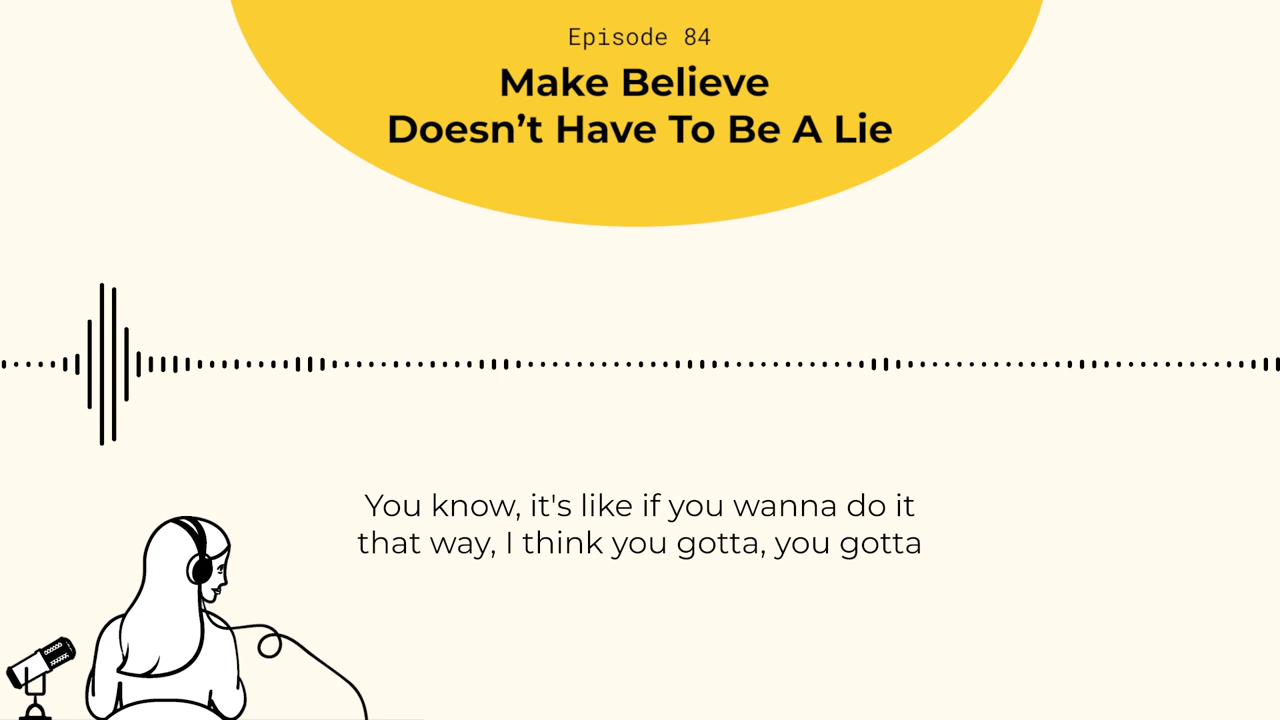 Episode 84
Make Believe
Doesn’t Have To Be A Lie
You know, it's like if you wanna do it
that way, I think you gotta, you gotta